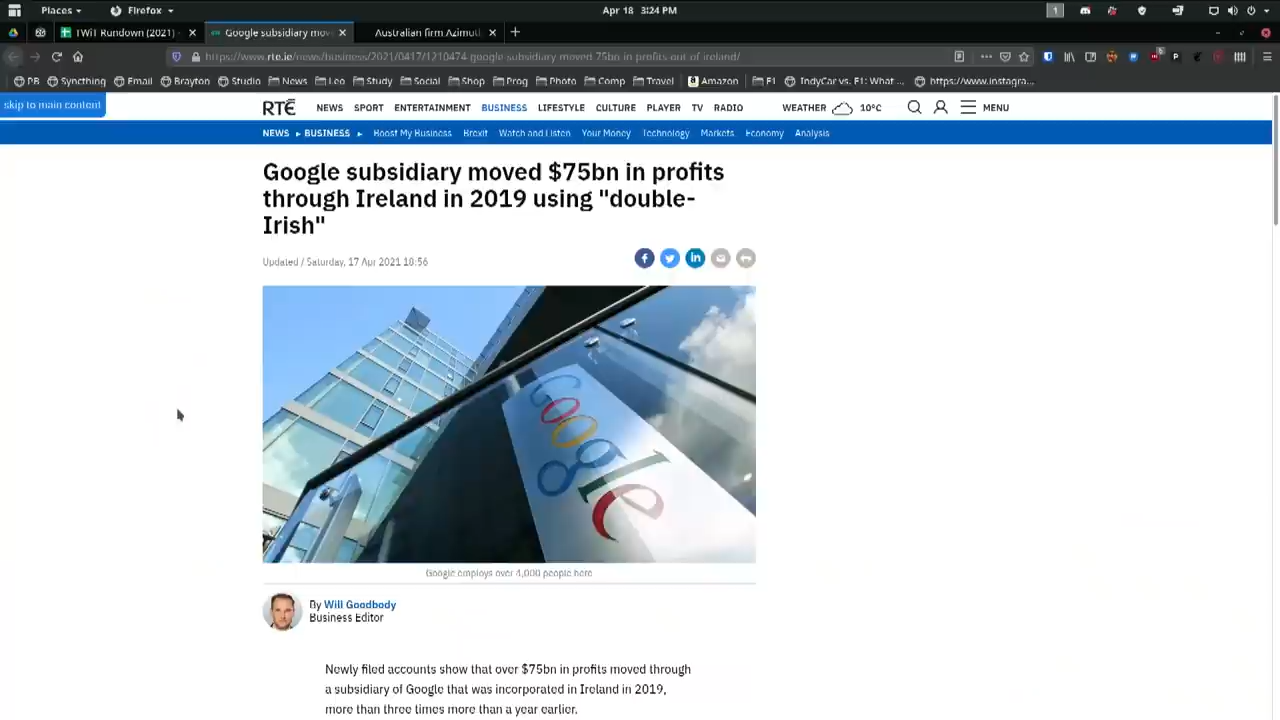 Places
Firefox
Apr 18 3:24 PM
1
TWiT Rundown (2021)
Google subsidiary mov
Australian firm Azimut
https://www.rte.ie/news/business/2021/0417/1210474-google-subsidiary-moved-75bn-in-profits-out-of-ireland/
PB Syncthing Email Brayton Studio News Leo Study Social Shop Prog Photo Comp Travel Amazon F1 IndyCar vs. F1: What ... https://www.instagra...
skip to main content
RTÉ NEWS SPORT ENTERTAINMENT BUSINESS LIFESTYLE CULTURE PLAYER TV RADIO WEATHER 10°C MENU
NEWS ▸ BUSINESS ▸ Boost My Business Brexit Watch and Listen Your Money Technology Markets Economy Analysis
Google subsidiary moved $75bn in profits
through Ireland in 2019 using "double-
Irish"
Updated / Saturday, 17 Apr 2021 18:56
Google
Google employs over 4,000 people here
By Will Goodbody
Business Editor
Newly filed accounts show that over $75bn in profits moved through
a subsidiary of Google that was incorporated in Ireland in 2019,
more than three times more than a year earlier.